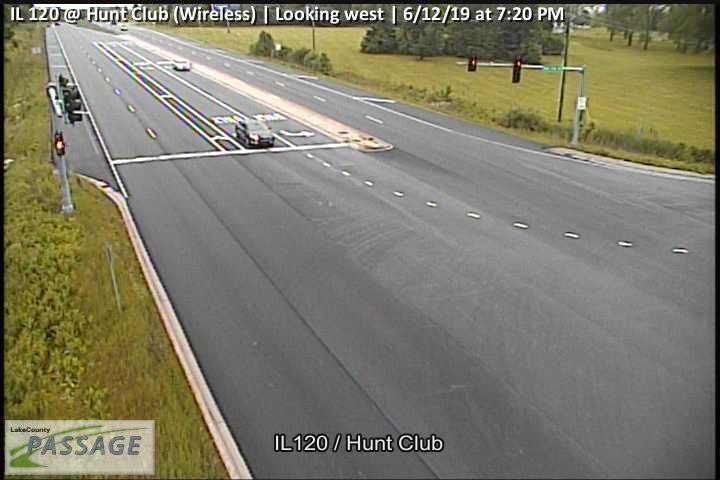 IL 120 @ Hunt Club (Wireless) | Looking west | 6/12/19 at 7:20 PM
LakeCounty
PASSAGE
IL120 / Hunt Club